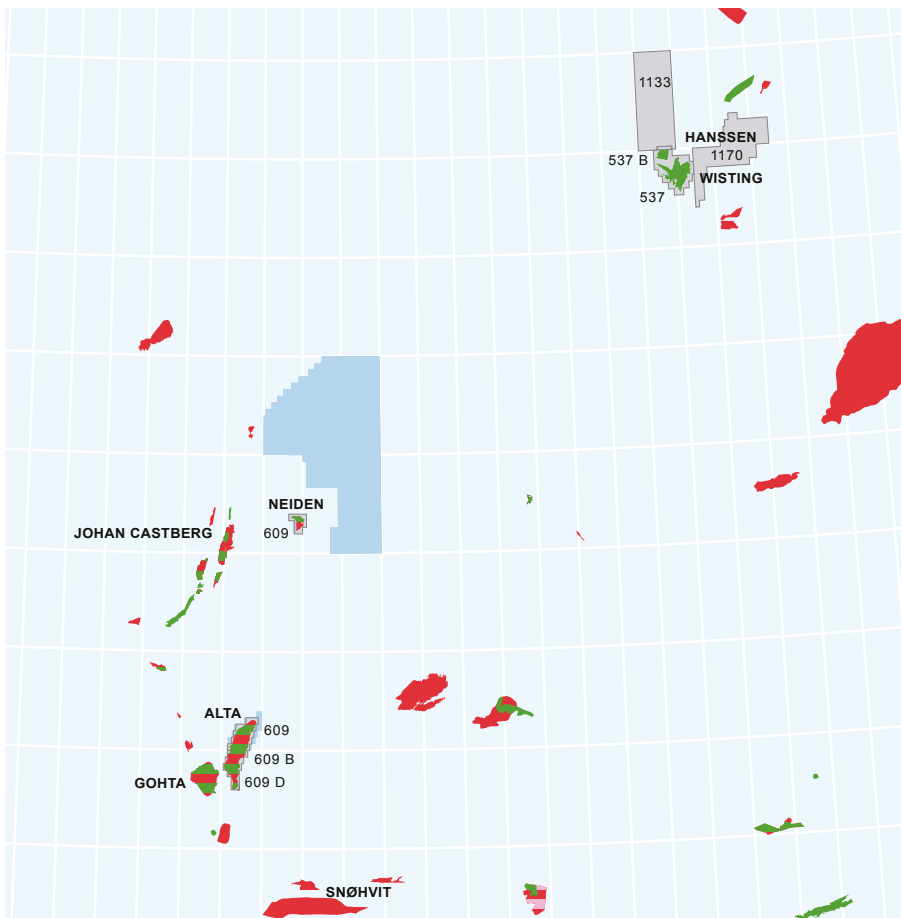 1133
HANSSEN
1170
537 B
WISTING
537
NEIDEN
JOHAN CASTBERG
609
ALTA
609
609 B
GOHTA
609 D
SNØHVIT